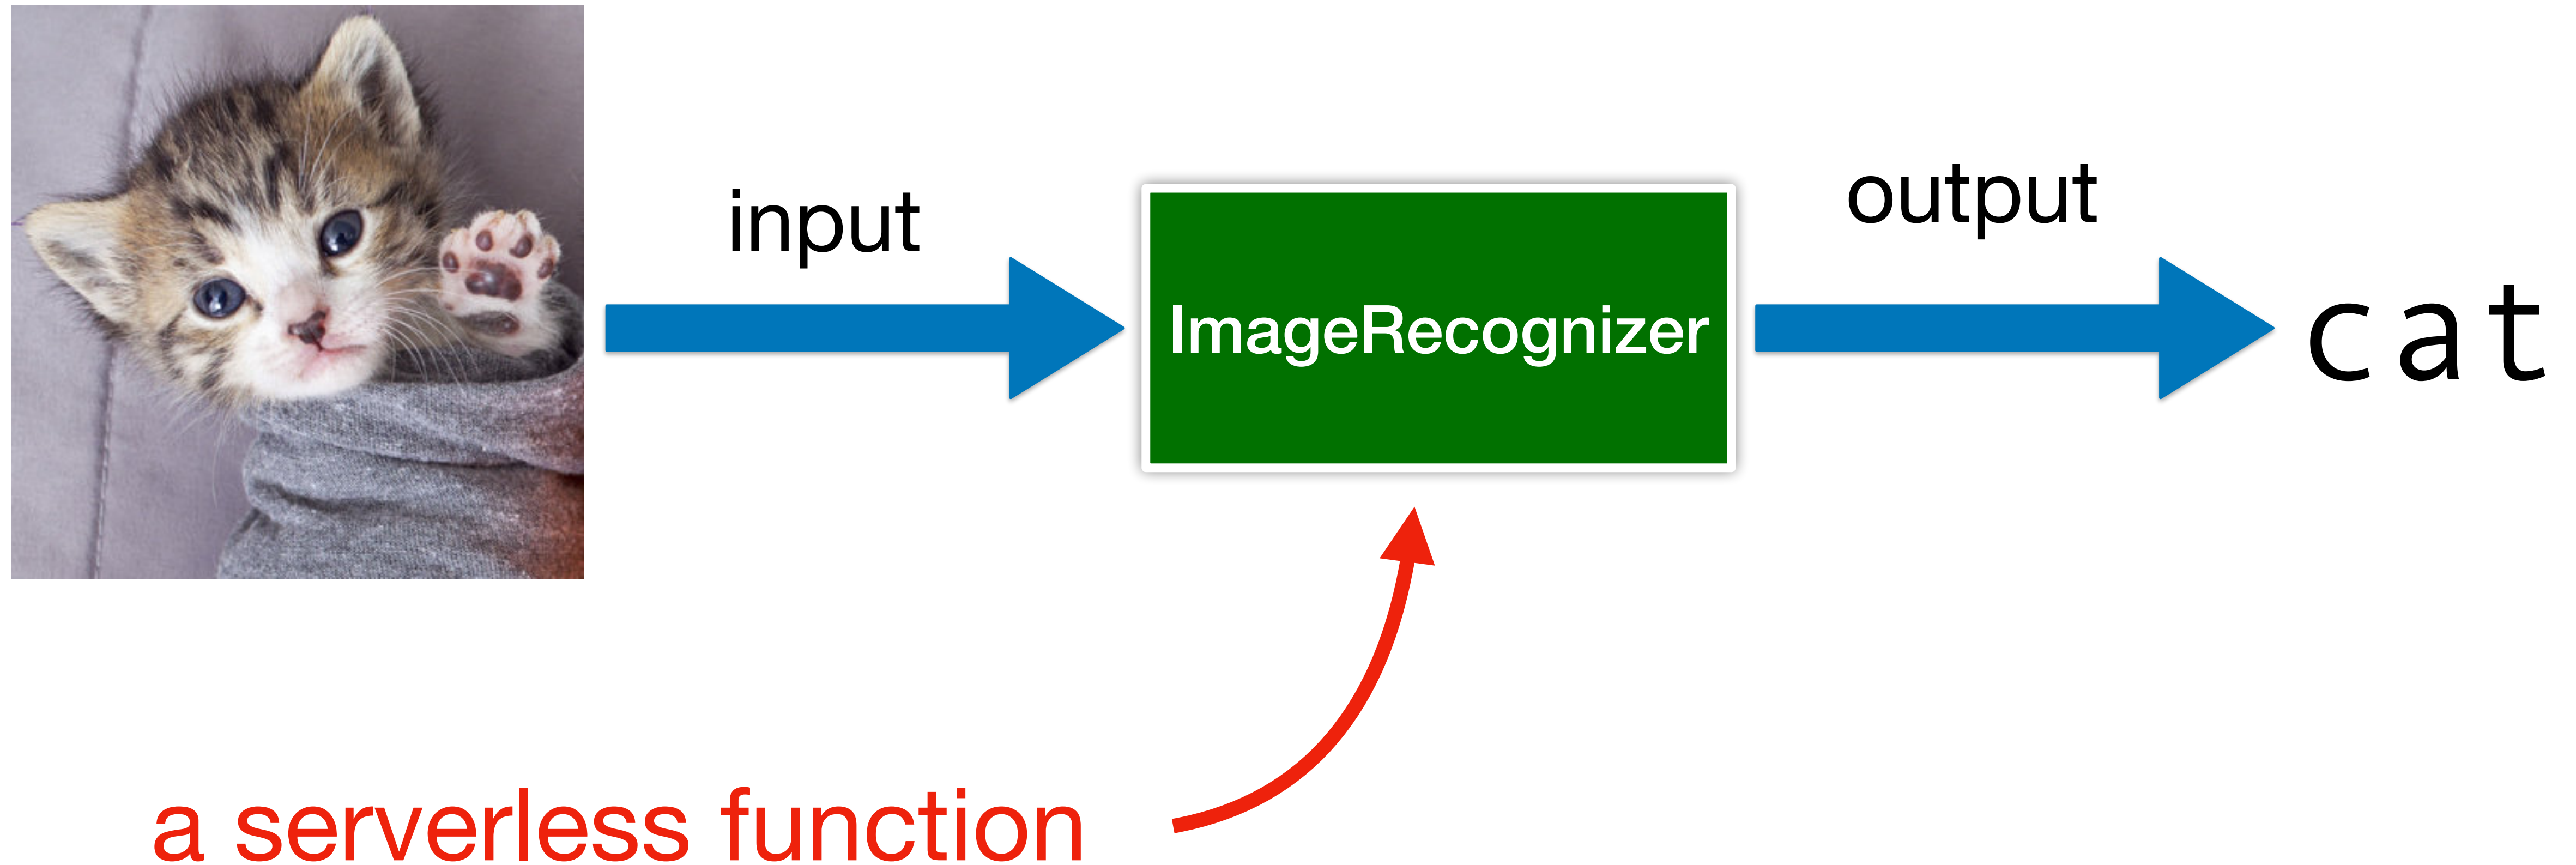 input
output
ImageRecognizer
cat
a serverless function